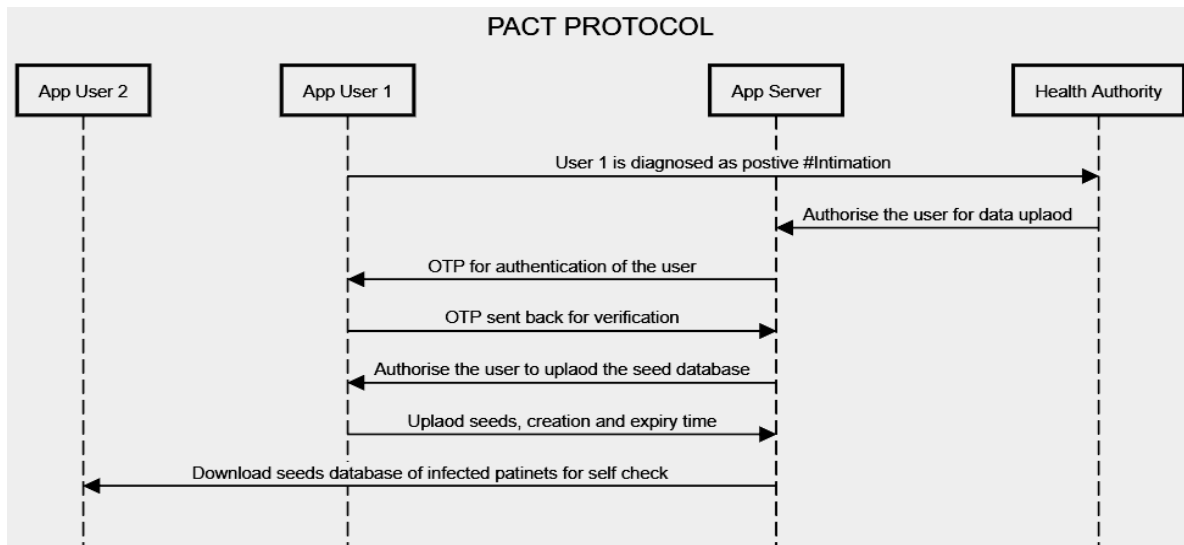 PACT PROTOCOL
App User 2
App User 1
App Server
Health Authority
User 1 is diagnosed as postive #Intimation
Authorise the user for data uplaod
OTP for authentication of the user
OTP sent back for verification
Authorise the user to uplaod the seed database
Uplaod seeds, creation and expiry time
Download seeds database of infected patinets for self check